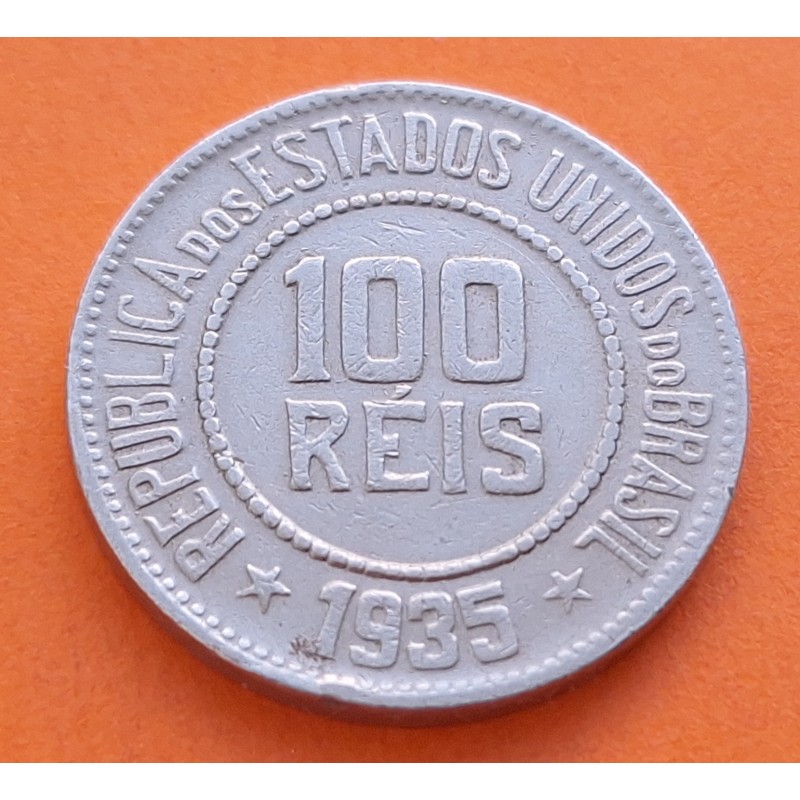 REPUBLICA DOS ESTADOS UNIDOS DO BRASIL
100
RÉIS
1935